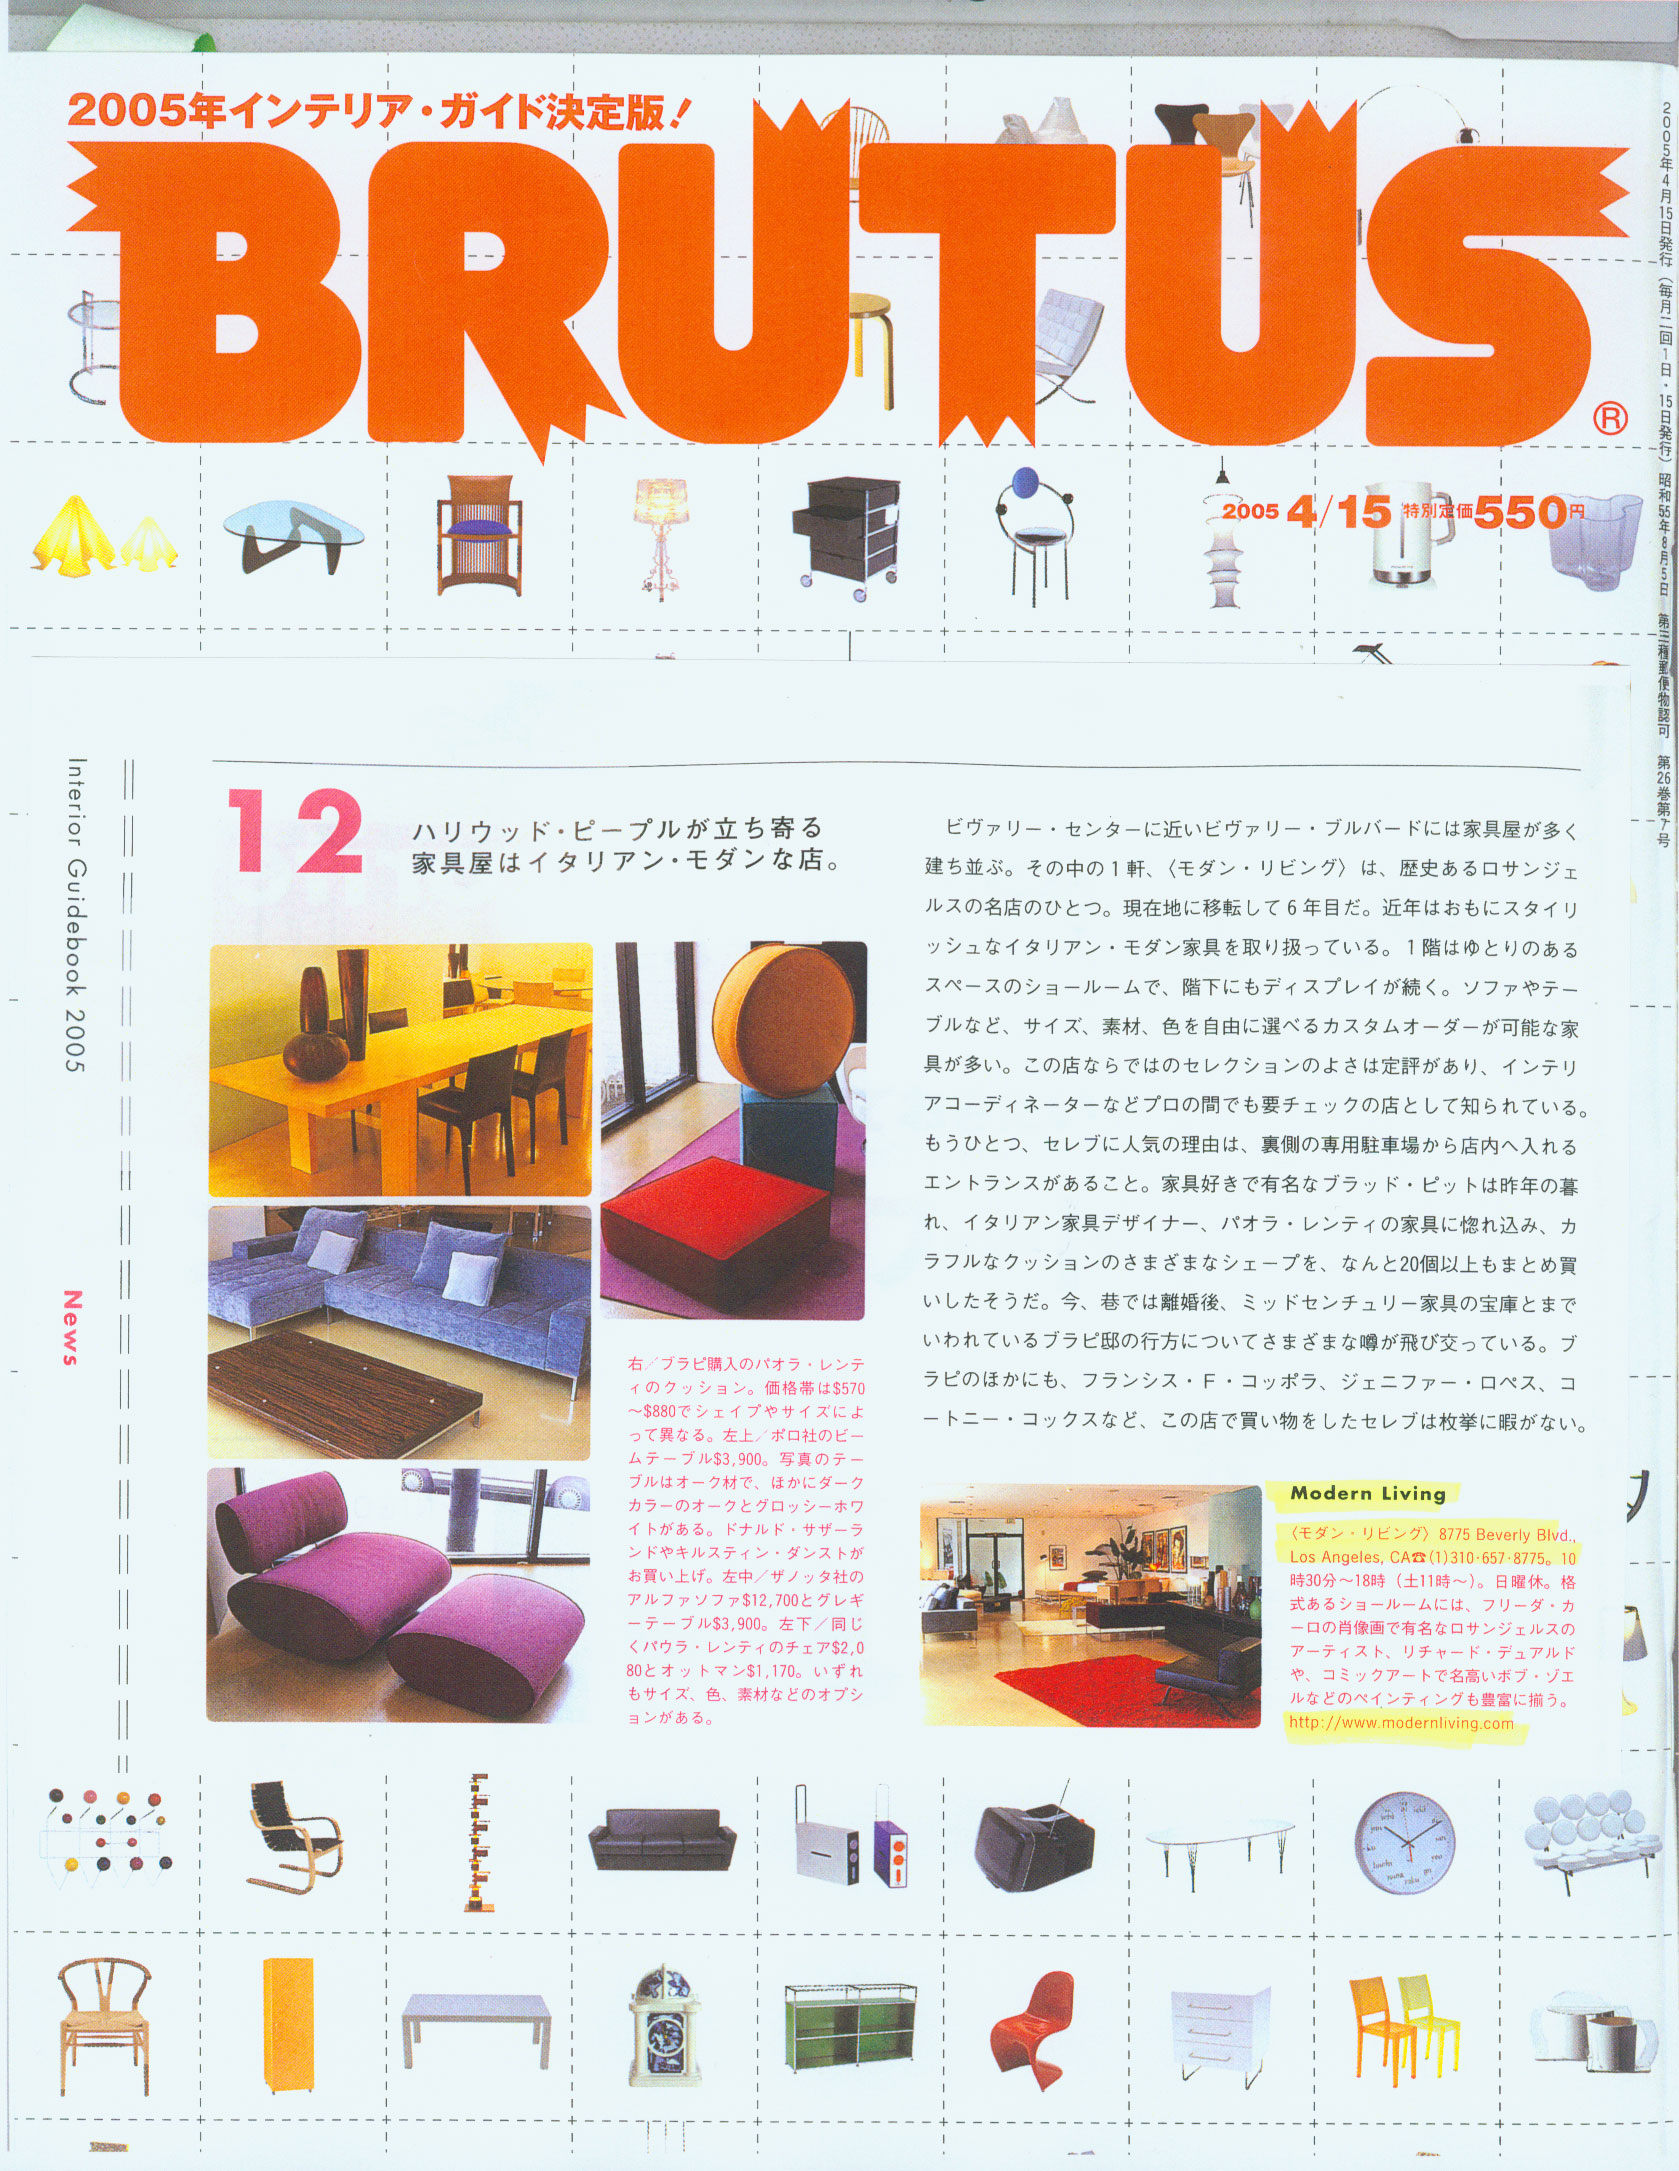 2005年インテリア・ガイド決定版!
BRUTUS
®
2005 4/15 特別定価550円
2005年4月15日発行(毎月二回1日・15日発行) 昭和55年8月5日 第三種郵便物認可 第26巻第7号
Interior Guidebook 2005
News
12
ハリウッド・ピープルが立ち寄る
家具屋はイタリアン・モダンな店。
ビヴァリー・センターに近いビヴァリー・ブルバードには家具屋が多く
建ち並ぶ。その中の1軒、〈モダン・リビング〉は、歴史あるロサンジェ
ルスの名店のひとつ。現在地に移転して6年目だ。近年はおもにスタイリ
ッシュなイタリアン・モダン家具を取り扱っている。1階はゆとりのある
スペースのショールームで、階下にもディスプレイが続く。ソファやテー
ブルなど、サイズ、素材、色を自由に選べるカスタムオーダーが可能な家
具が多い。この店ならではのセレクションのよさは定評があり、インテリ
アコーディネーターなどプロの間でも要チェックの店として知られている。
もうひとつ、セレブに人気の理由は、裏側の専用駐車場から店内へ入れる
エントランスがあること。家具好きで有名なブラッド・ピットは昨年の暮
れ、イタリアン家具デザイナー、パオラ・レンティの家具に惚れ込み、カ
ラフルなクッションのさまざまなシェープを、なんと20個以上もまとめ買
いしたそうだ。今、巷では離婚後、ミッドセンチュリー家具の宝庫とまで
いわれているブラピ邸の行方についてさまざまな噂が飛び交っている。ブ
ラピのほかにも、フランシス・F・コッポラ、ジェニファー・ロペス、コ
ートニー・コックスなど、この店で買い物をしたセレブは枚挙に暇がない。
右/ブラピ購入のパオラ・レンテ
ィのクッション。価格帯は$570
〜$880でシェイプやサイズによ
って異なる。左上/ポロ社のビー
ムテーブル$3,900。写真のテー
ブルはオーク材で、ほかにダーク
カラーのオークとグロッシーホワ
イトがある。ドナルド・サザーラ
ンドやキルスティン・ダンストが
お買い上げ。左中/ザノッタ社の
アルファソファ$12,700とグレギ
ーテーブル$3,900。左下/同じ
くパウラ・レンティのチェア$2,0
80とオットマン$1,170。いずれ
もサイズ、色、素材などのオプシ
ョンがある。
Modern Living
〈モダン・リビング〉8775 Beverly Blvd.,
Los Angeles, CA☎(1)310・657・8775。10
時30分〜18時(土11時〜)。日曜休。格
式あるショールームには、フリーダ・カ
ーロの肖像画で有名なロサンジェルスの
アーティスト、リチャード・デュアルド
や、コミックアートで名高いボブ・ゾエ
ルなどのペインティングも豊富に揃う。
http://www.modernliving.com